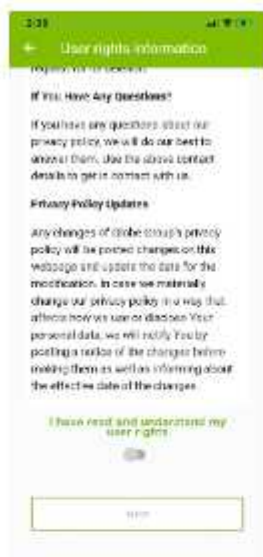 User rights information
If You Have Any Questions?
If you have any questions about our
privacy policy, we will do our best to
answer them. Use the above contact
details to get in contact with us.
Privacy Policy Updates
Any changes of Globe Group's privacy
policy will be posted changes on this
webpage and update the date for the
modification. In case we materially
change our privacy policy in a way that
affects how we use or disclose Your
personal data, we will notify You by
posting a notice of the changes before
making them as well as informing about
the effective date of the changes.
I have read and understand my
user rights